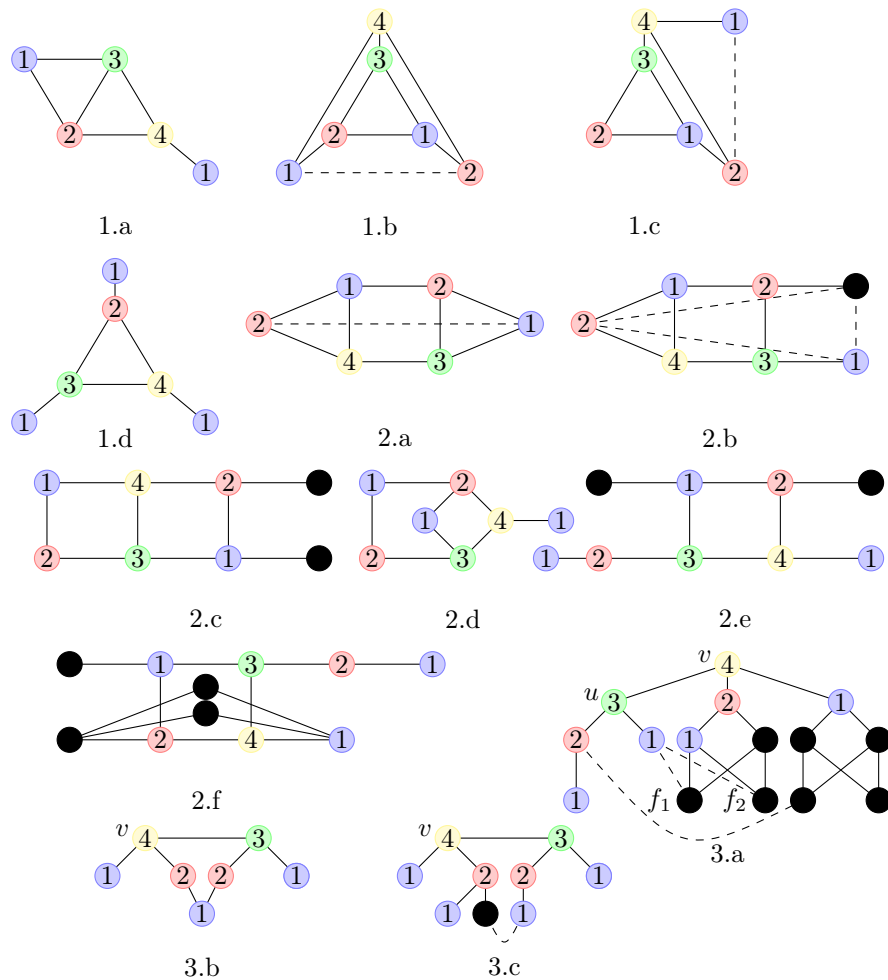 4 4 1
1 3 3 3
2 4 2 1 2 1
1 1 2 2
1.a 1.b 1.c
1
2 1 2 1 2
2 1 2
3 4 4 3 4 3 1
1 1
1.d 2.a 2.b
1 4 2 1 2 1 2
1 4 1
2 3 1 2 3 1 2 3 4 1
2.c 2.d 2.e
1 3 2 1 v 4
u 3 2 1
2 4 1 2 1 1
2.f 1 f1 f2
v 4 3 v 4 3 3.a
1 2 2 1 1 2 2 1
1 1 1
3.b 3.c